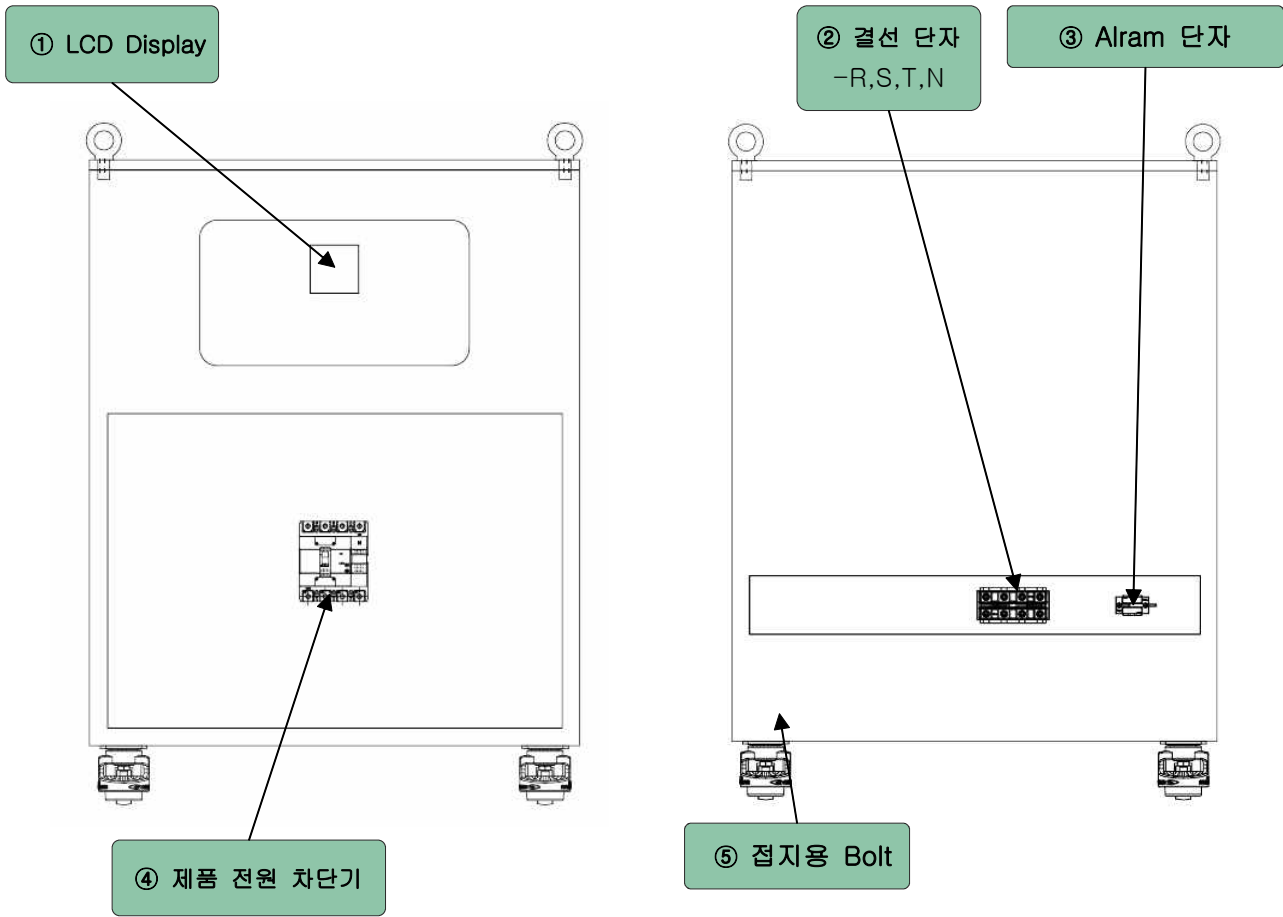 ① LCD Display
② 결선 단자
-R,S,T,N
③ Alram 단자
④ 제품 전원 차단기
⑤ 접지용 Bolt